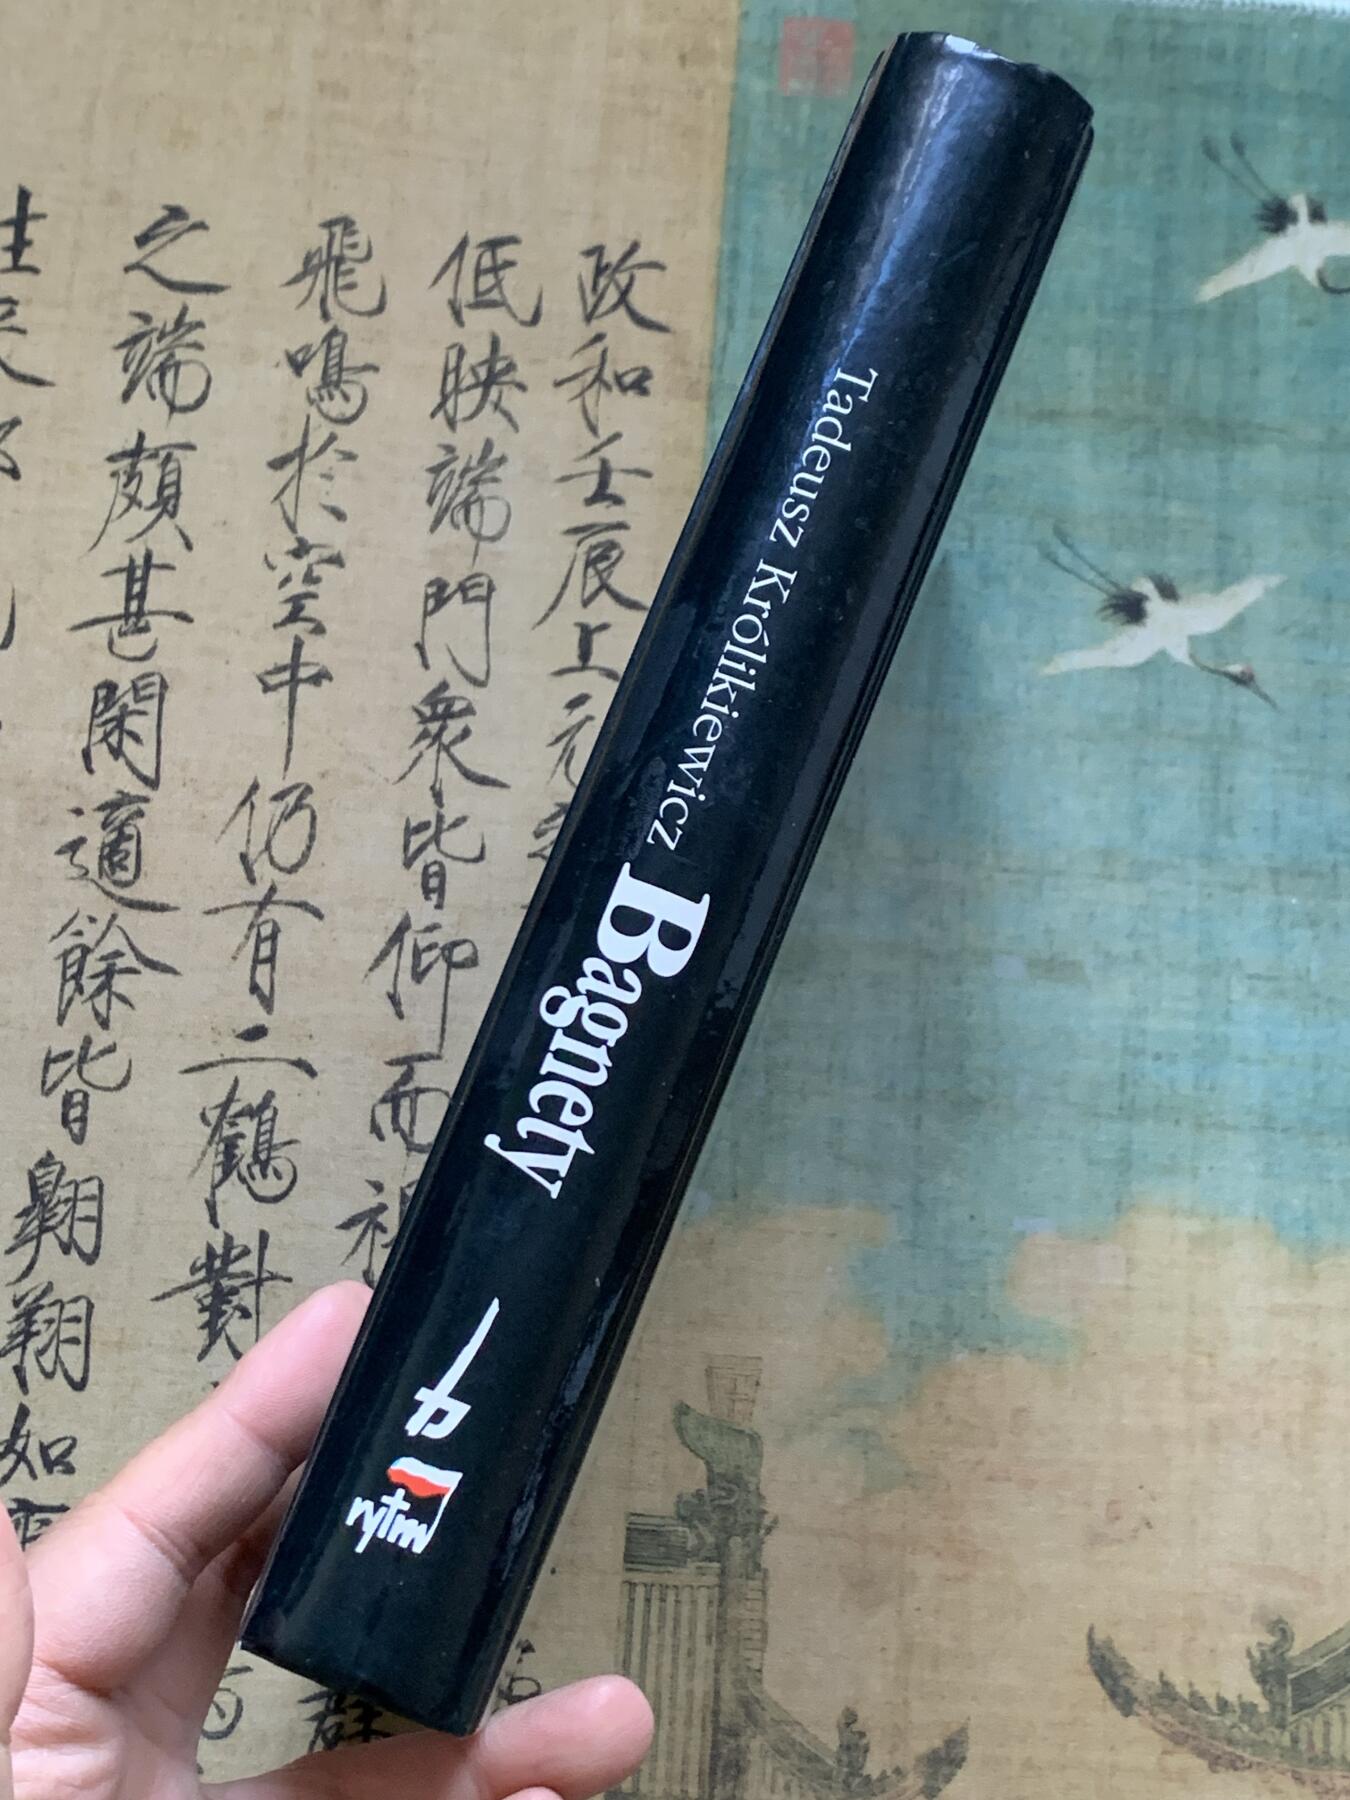 Tadeusz Królikiewicz Bagnety
rytm
政和壬辰上元
低映端門衆皆仰而
飛鳴於空中仍有二鶴對
之端頗甚閑適餘皆翱翔如